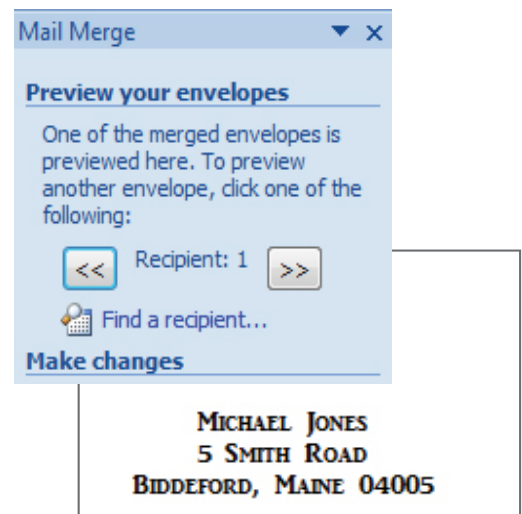 Mail Merge
Preview your envelopes
One of the merged envelopes is
previewed here. To preview
another envelope, click one of the
following:
<< Recipient: 1 >>
Find a recipient...
Make changes
MICHAEL JONES
5 SMITH ROAD
BIDDEFORD, MAINE 04005